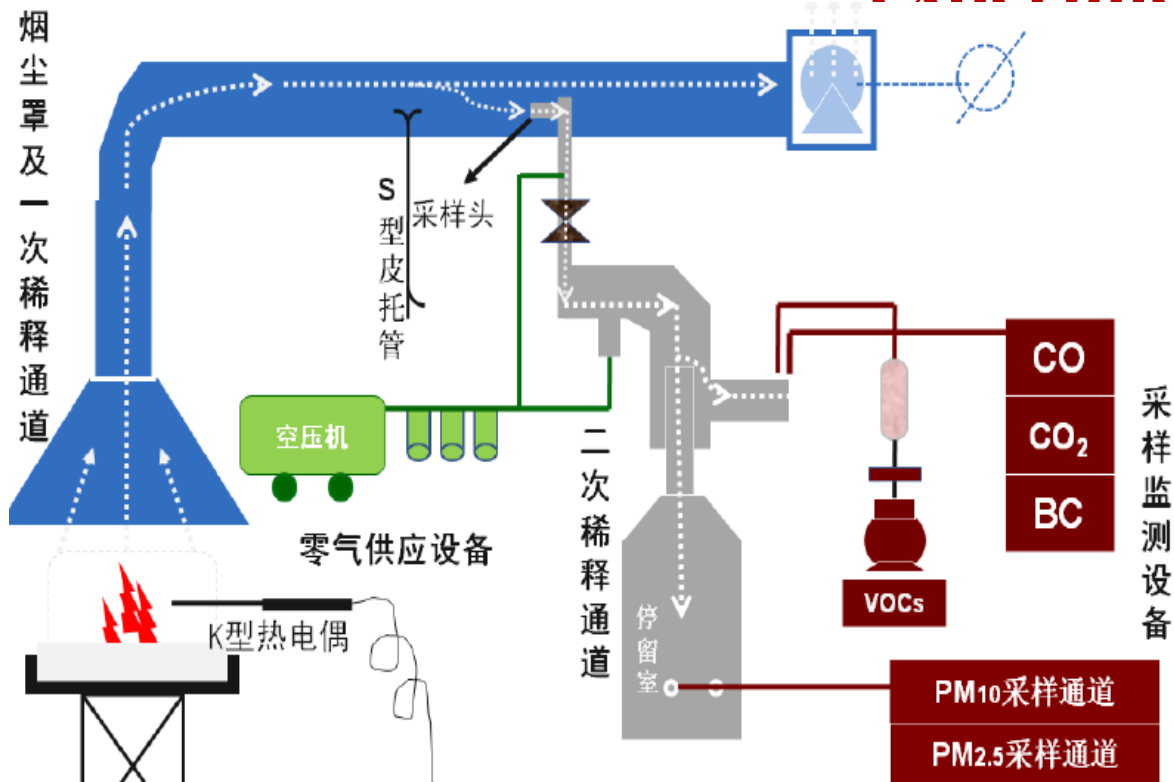 烟尘罩及一次稀释通道
S型皮托管
采样头
空压机
零气供应设备
K型热电偶
二次稀释通道
停留室
CO
CO2
BC
VOCs
采样监测设备
PM10采样通道
PM2.5采样通道